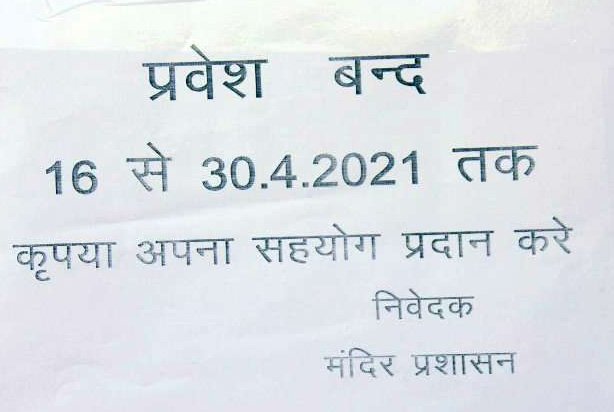 प्रवेश बन्द
16 से 30.4.2021 तक
कृपया अपना सहयोग प्रदान करे
निवेदक
मंदिर प्रशासन